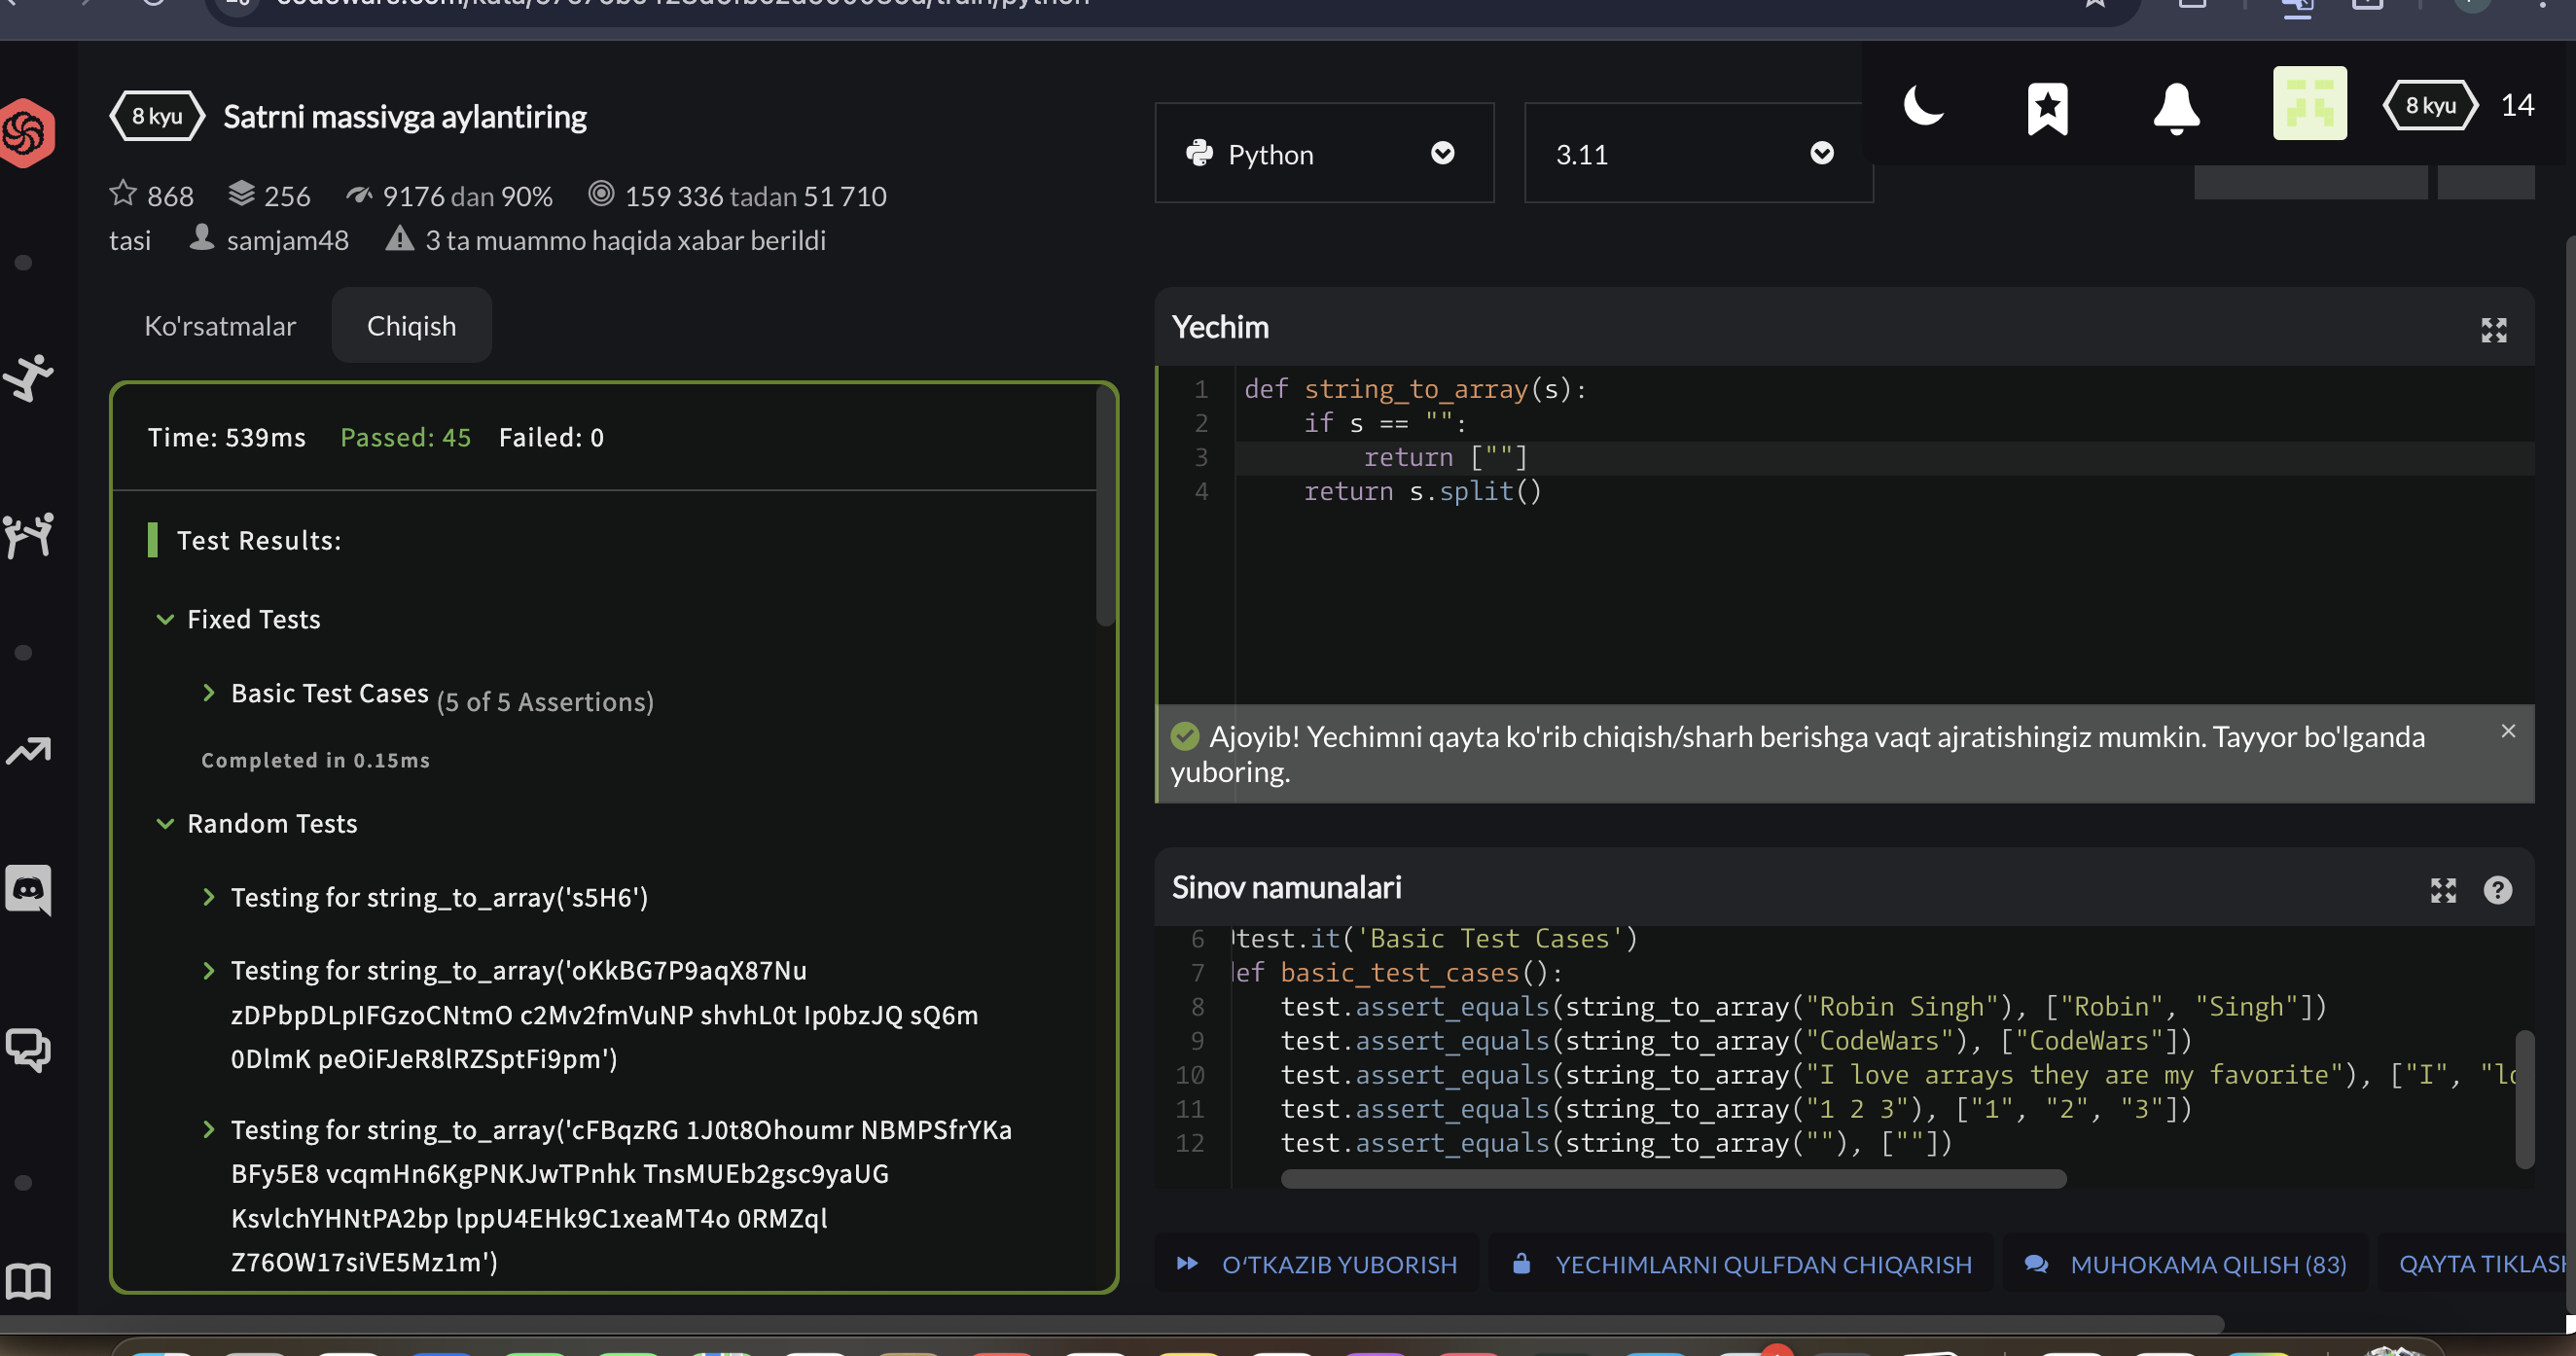 8 kyu Satrni massivga aylantiring
868 256 9176 dan 90% 159 336 tadan 51 710
tasi samjam48 3 ta muammo haqida xabar berildi
Python 3.11
8 kyu 14
Ko'rsatmalar Chiqish
Time: 539ms Passed: 45 Failed: 0
Test Results:
Fixed Tests
Basic Test Cases (5 of 5 Assertions)
Completed in 0.15ms
Random Tests
Testing for string_to_array('s5H6')
Testing for string_to_array('oKkBG7P9aqX87Nu
zDPbpDLpIFGzoCNtmO c2Mv2fmVuNP shvhL0t Ip0bzJQ sQ6m
0DlmK peOiFJeR8lRZSptFi9pm')
Testing for string_to_array('cFBqzRG 1J0t8Ohoumr NBMPSfrYKa
BFy5E8 vcqmHn6KgPNKJwTPnhk TnsMUEb2gsc9yaUG
KsvlchYHNtPA2bp lppU4EHk9C1xeaMT4o 0RMZql
Z76OW17siVE5Mz1m')
Yechim
1 def string_to_array(s):
2 if s == "":
3 return [""]
4 return s.split()
Ajoyib! Yechimni qayta ko'rib chiqish/sharh berishga vaqt ajratishingiz mumkin. Tayyor bo'lganda
yuboring.
Sinov namunalari
6 test.it('Basic Test Cases')
7 ef basic_test_cases():
8 test.assert_equals(string_to_array("Robin Singh"), ["Robin", "Singh"])
9 test.assert_equals(string_to_array("CodeWars"), ["CodeWars"])
10 test.assert_equals(string_to_array("I love arrays they are my favorite"), ["I", "lo
11 test.assert_equals(string_to_array("1 2 3"), ["1", "2", "3"])
12 test.assert_equals(string_to_array(""), [""])
OʻTKAZIB YUBORISH YECHIMLARNI QULFDAN CHIQARISH MUHOKAMA QILISH (83) QAYTA TIKLASH